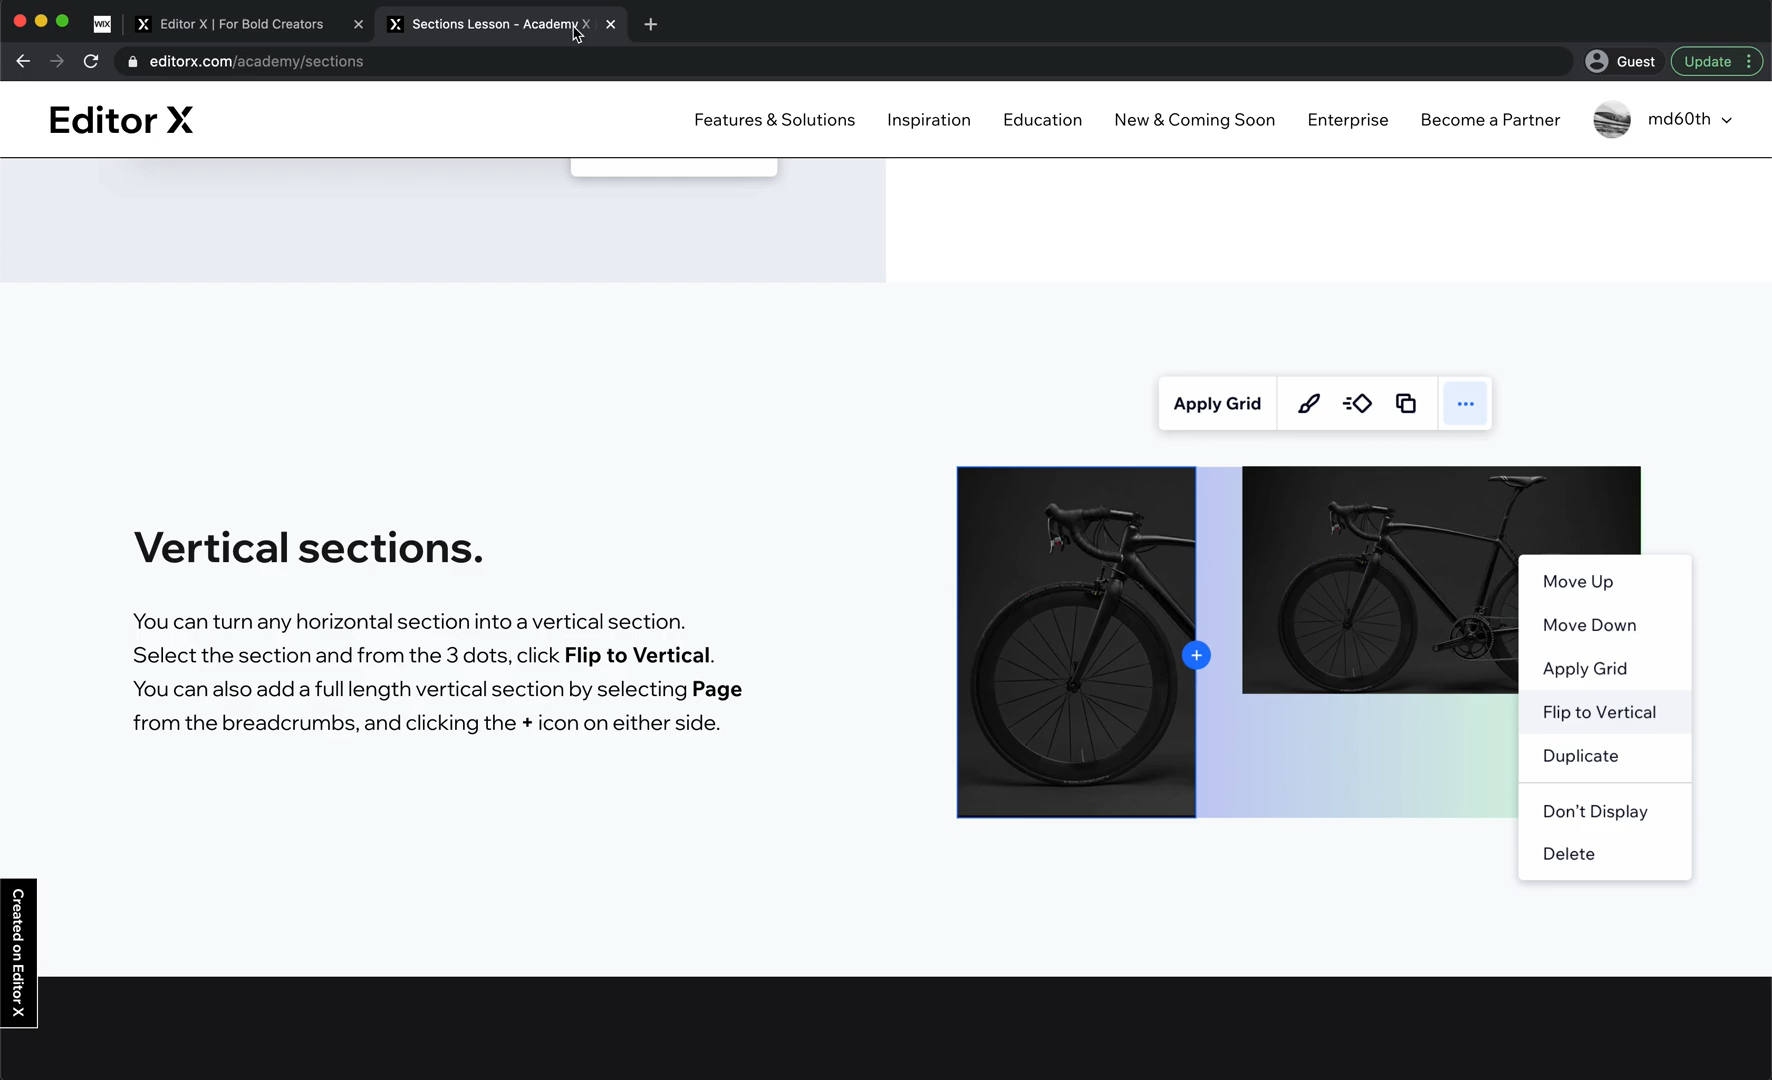 WIX
Editor X | For Bold Creators
Sections Lesson - Academy X
editorx.com/academy/sections
Guest
Update
Editor X
Features & Solutions
Inspiration
Education
New & Coming Soon
Enterprise
Become a Partner
md60th
Apply Grid
Vertical sections.
You can turn any horizontal section into a vertical section.
Select the section and from the 3 dots, click Flip to Vertical.
You can also add a full length vertical section by selecting Page
from the breadcrumbs, and clicking the + icon on either side.
Move Up
Move Down
Apply Grid
Flip to Vertical
Duplicate
Don't Display
Delete
Created on Editor X